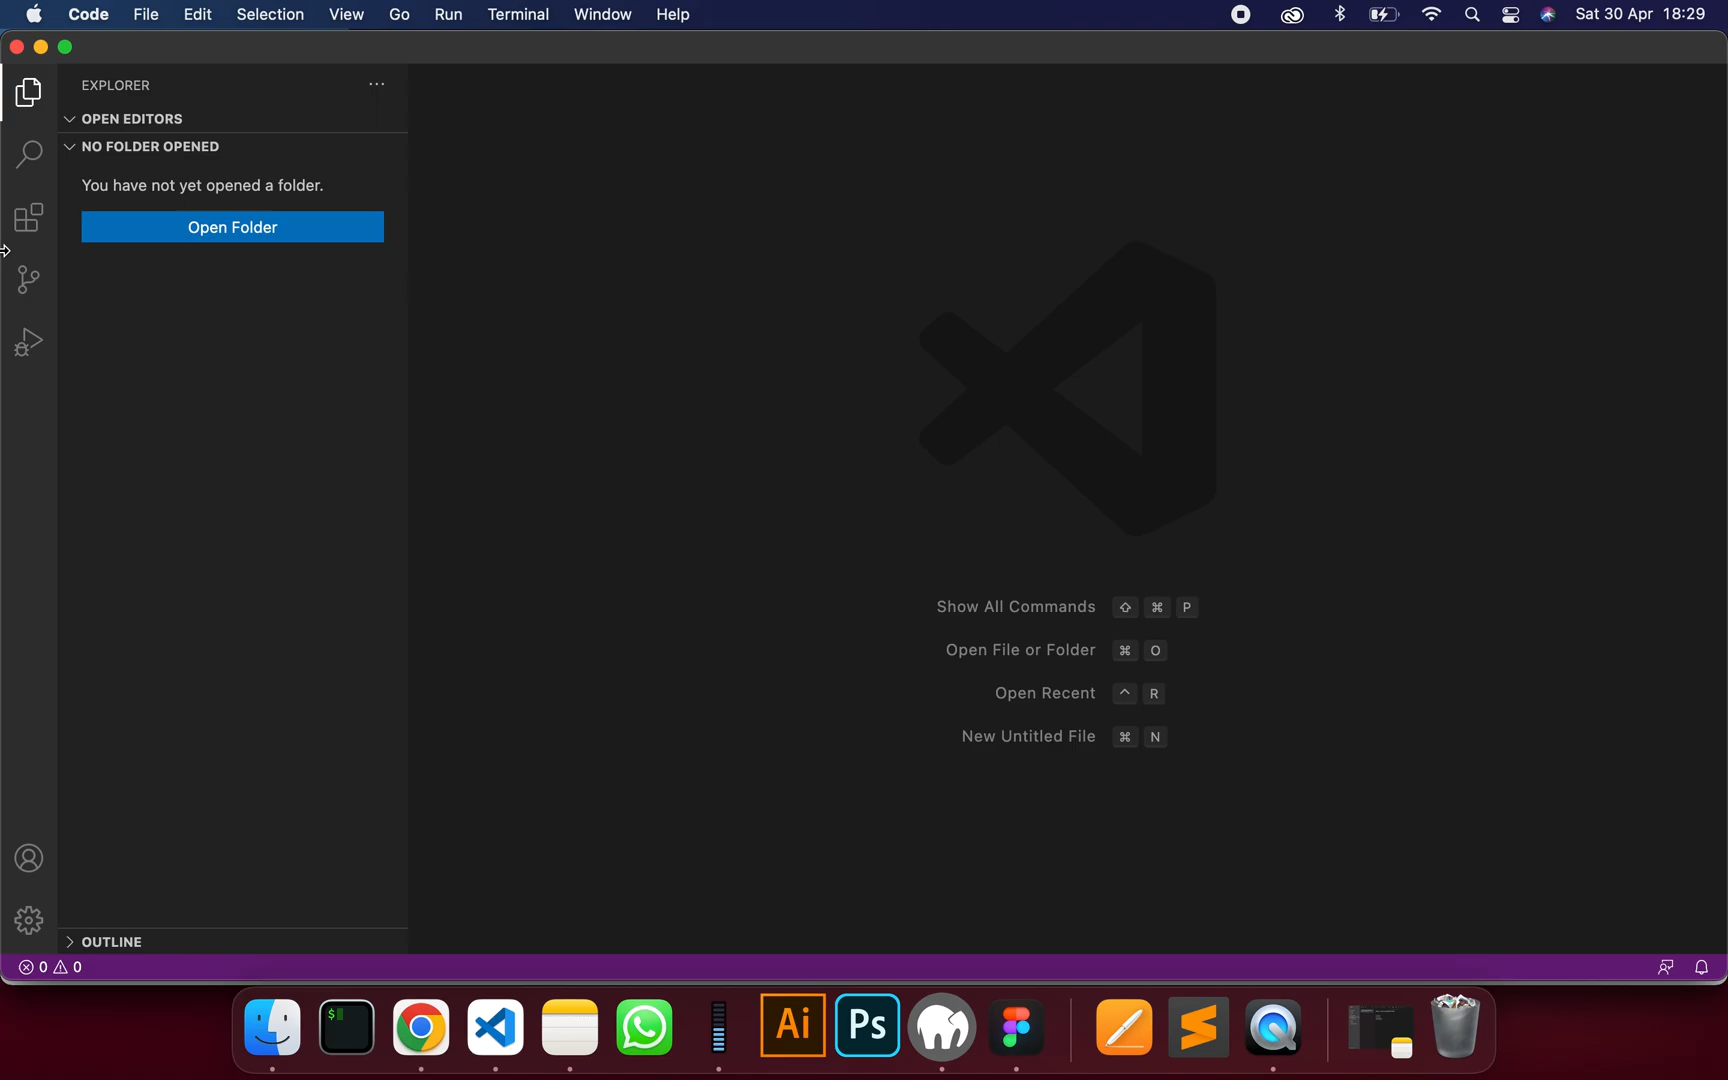 Code File Edit Selection View Go Run Terminal Window Help Sat 30 Apr 18:29
EXPLORER
OPEN EDITORS
NO FOLDER OPENED
You have not yet opened a folder.
Open Folder
Show All Commands ⇧ ⌘ P
Open File or Folder ⌘ O
Open Recent ^ R
New Untitled File ⌘ N
OUTLINE
0 0
$
Ai Ps